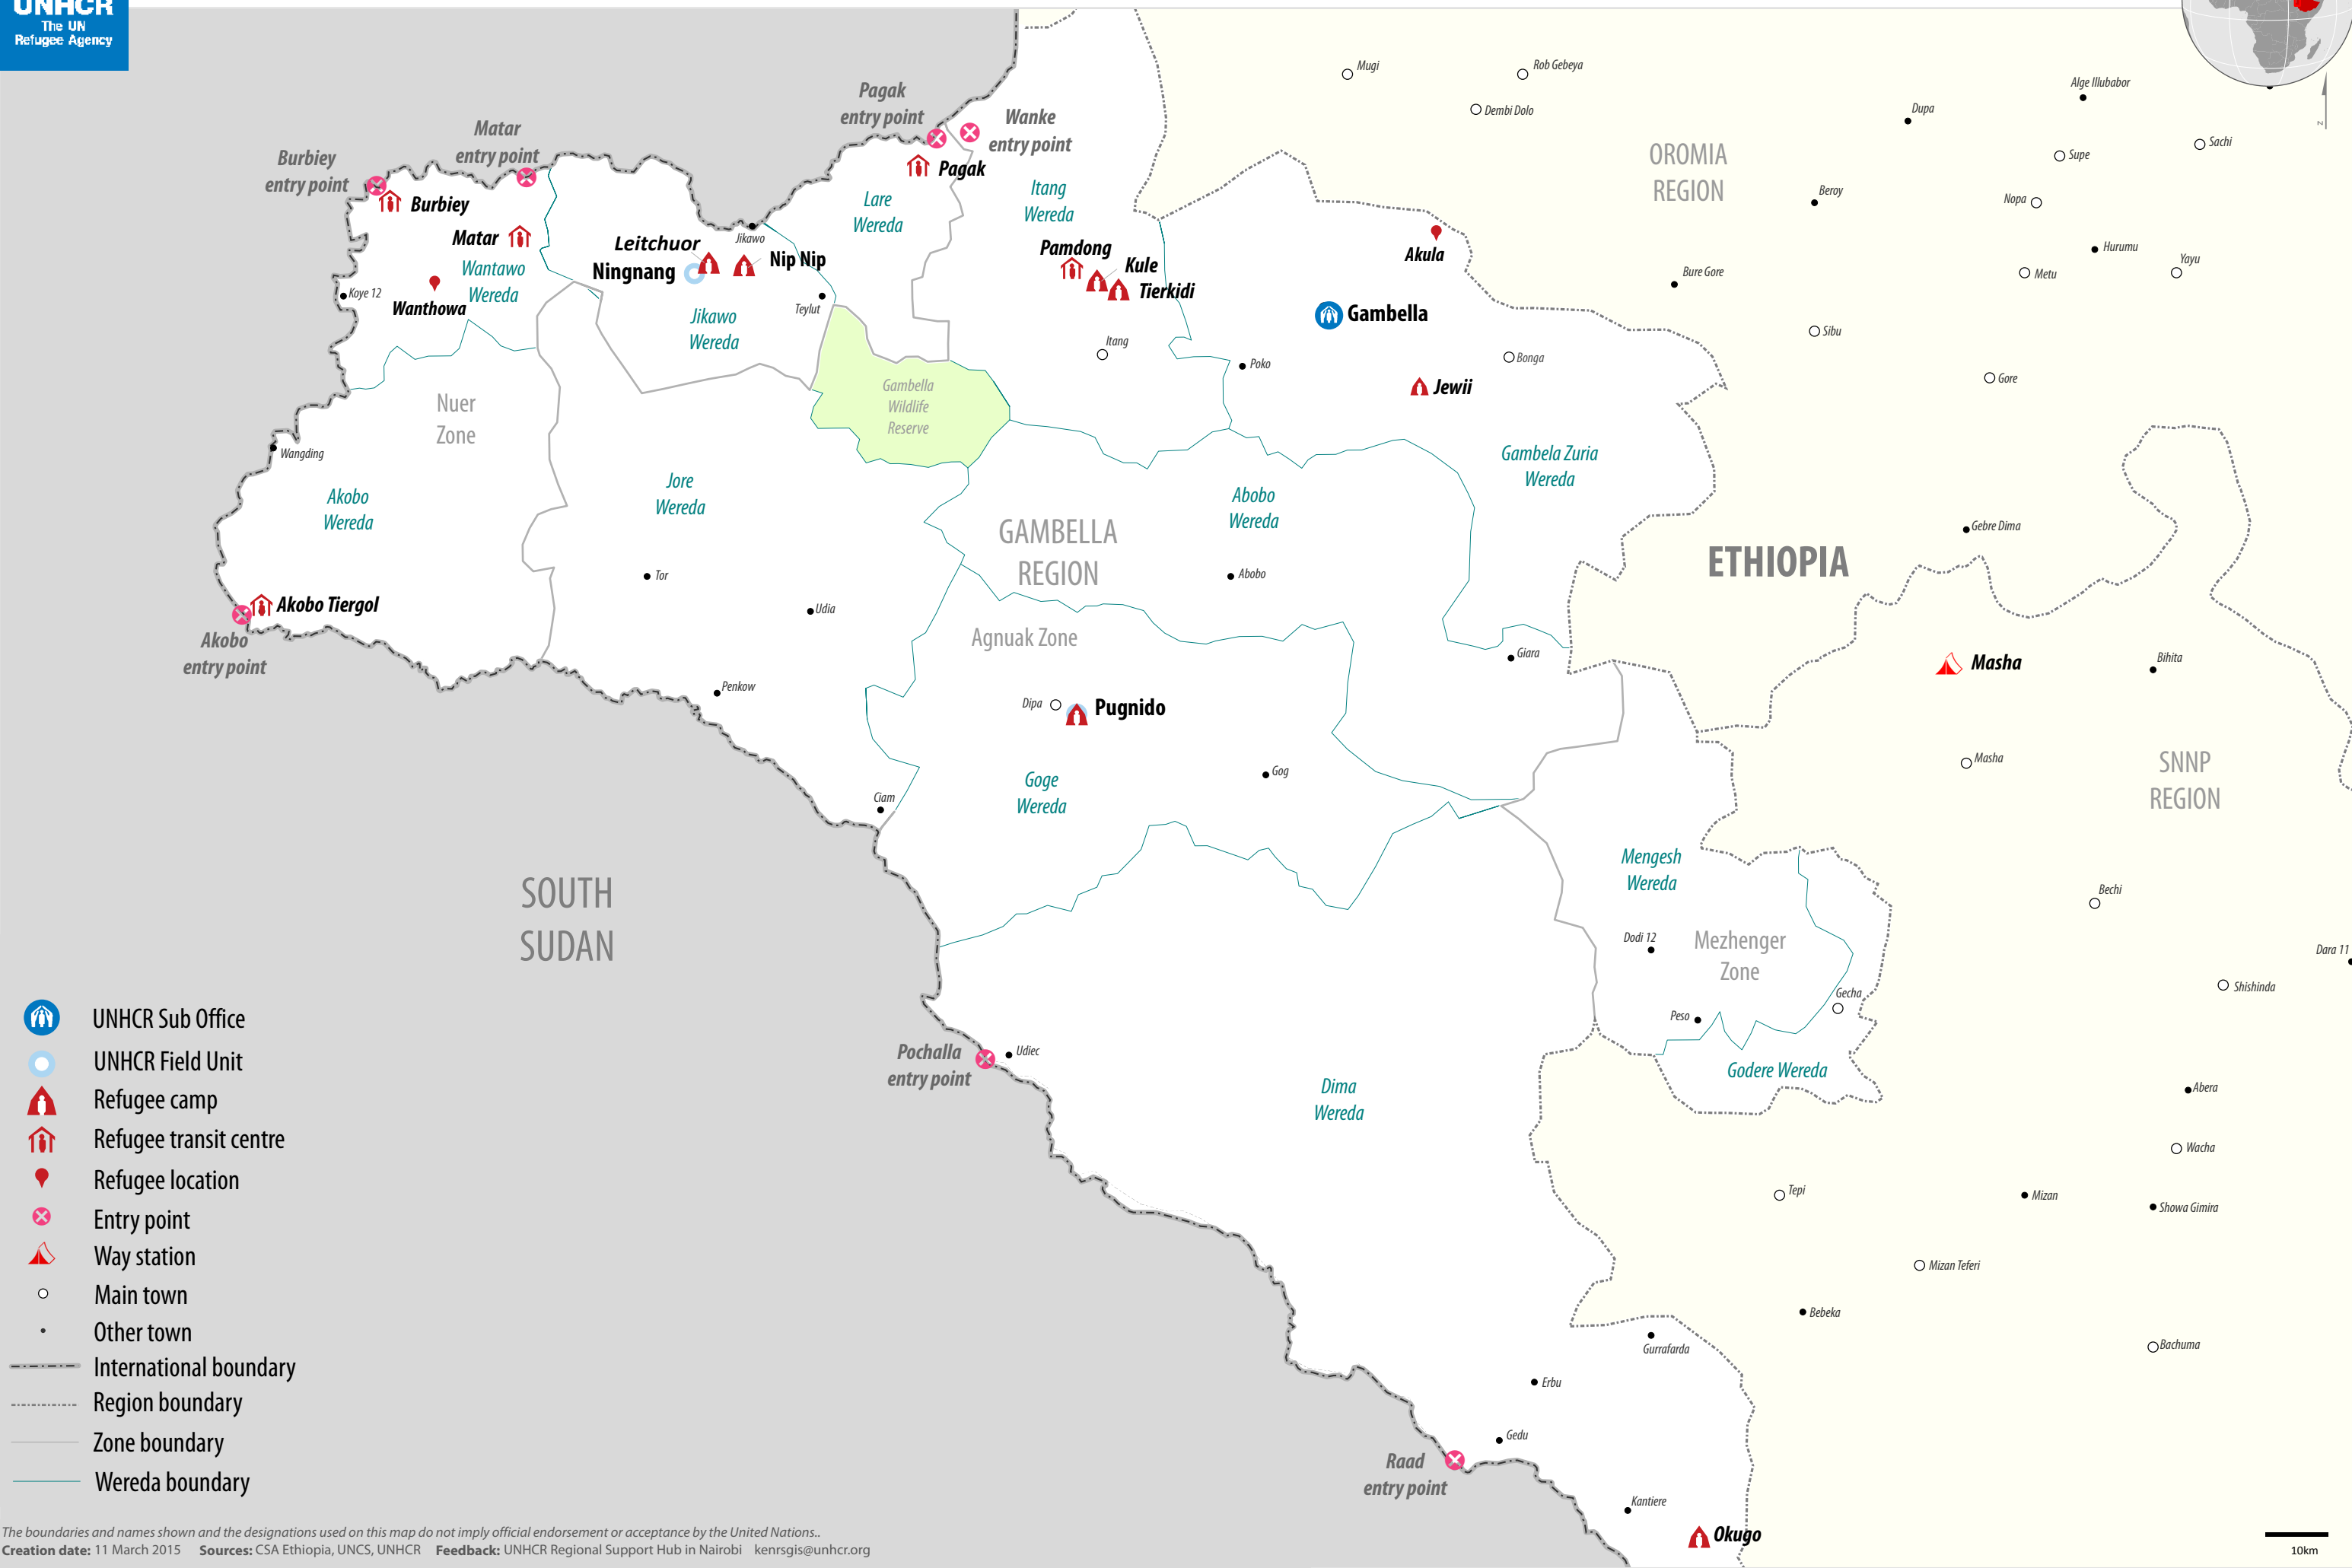 UNHCR
The UN
Refugee Agency
Mugi
Rob Gebeya
Dembi Dolo
Alge Illubabor
Dupa
Sachi
Supe
OROMIA
REGION
Beroy
Nopa
Hurumu
Yayu
Metu
Bure Gore
Sibu
Gore
Pagak
entry point
Wanke
entry point
Matar
entry point
Burbiey
entry point
Burbiey
Matar
Wantawo
Wereda
Koye 12
Wanthowa
Pagak
Lare
Wereda
Itang
Wereda
Leitchuor
Ningnang
Jikawo
Nip Nip
Teylut
Jikawo
Wereda
Pamdong
Kule
Tierkidi
Itang
Akula
Gambella
Poko
Bonga
Jewii
Gambella
Wildlife
Reserve
Nuer
Zone
Wangding
Akobo
Wereda
Jore
Wereda
Gambela Zuria
Wereda
Abobo
Wereda
GAMBELLA
REGION
Abobo
ETHIOPIA
Gebre Dima
Tor
Udia
Akobo Tiergol
Akobo
entry point
Agnuak Zone
Giara
Masha
Bihita
Penkow
Dipa
Pugnido
Masha
SNNP
REGION
Goge
Wereda
Gog
Ciam
SOUTH
SUDAN
Mengesh
Wereda
Bechi
Dodi 12
Mezhenger
Zone
Dara 11
Shishinda
Gecha
Peso
Pochalla
entry point
Udiec
Godere Wereda
Dima
Wereda
Abera
Wacha
Tepi
Mizan
Showa Gimira
Mizan Teferi
Bebeka
Gurrafarda
Bachuma
Erbu
Gedu
Raad
entry point
Kantiere
Okugo
UNHCR Sub Office
UNHCR Field Unit
Refugee camp
Refugee transit centre
Refugee location
Entry point
Way station
Main town
Other town
International boundary
Region boundary
Zone boundary
Wereda boundary
The boundaries and names shown and the designations used on this map do not imply official endorsement or acceptance by the United Nations..
Creation date: 11 March 2015 Sources: CSA Ethiopia, UNCS, UNHCR Feedback: UNHCR Regional Support Hub in Nairobi kenrsgis@unhcr.org
10km
N